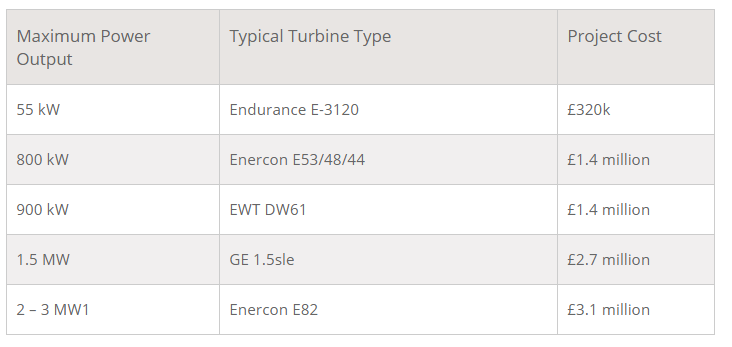 Maximum Power Output	Typical Turbine Type	Project Cost
55 kW	Endurance E-3120	£320k
800 kW	Enercon E53/48/44	£1.4 million
900 kW	EWT DW61	£1.4 million
1.5 MW	GE 1.5sle	£2.7 million
2 – 3 MW1	Enercon E82	£3.1 million